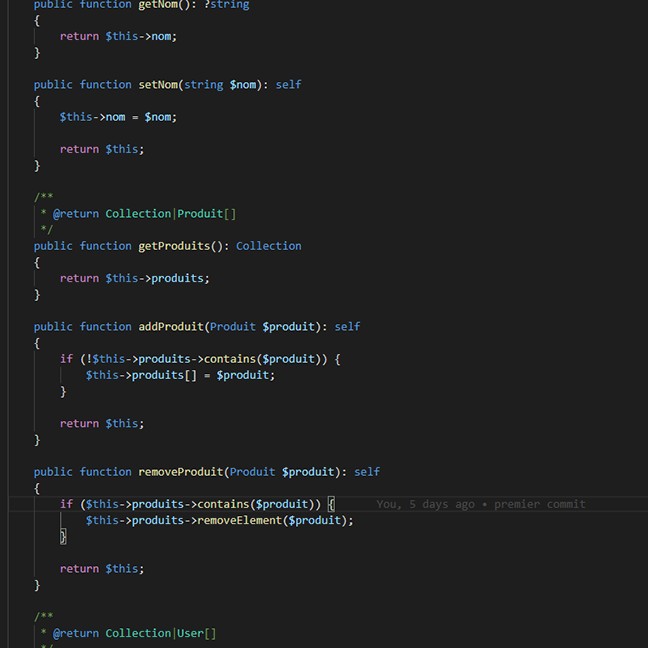 public function getNom(): ?string
{
    return $this->nom;
}
public function setNom(string $nom): self
{
    $this->nom = $nom;
    return $this;
}
/**
 * @return Collection|Produit[]
 */
public function getProduits(): Collection
{
    return $this->produits;
}
public function addProduit(Produit $produit): self
{
    if (!$this->produits->contains($produit)) {
        $this->produits[] = $produit;
    }
    return $this;
}
public function removeProduit(Produit $produit): self
{
    if ($this->produits->contains($produit)) { You, 5 days ago • premier commit
        $this->produits->removeElement($produit);
    }
    return $this;
}
/**
 * @return Collection|User[]
 */